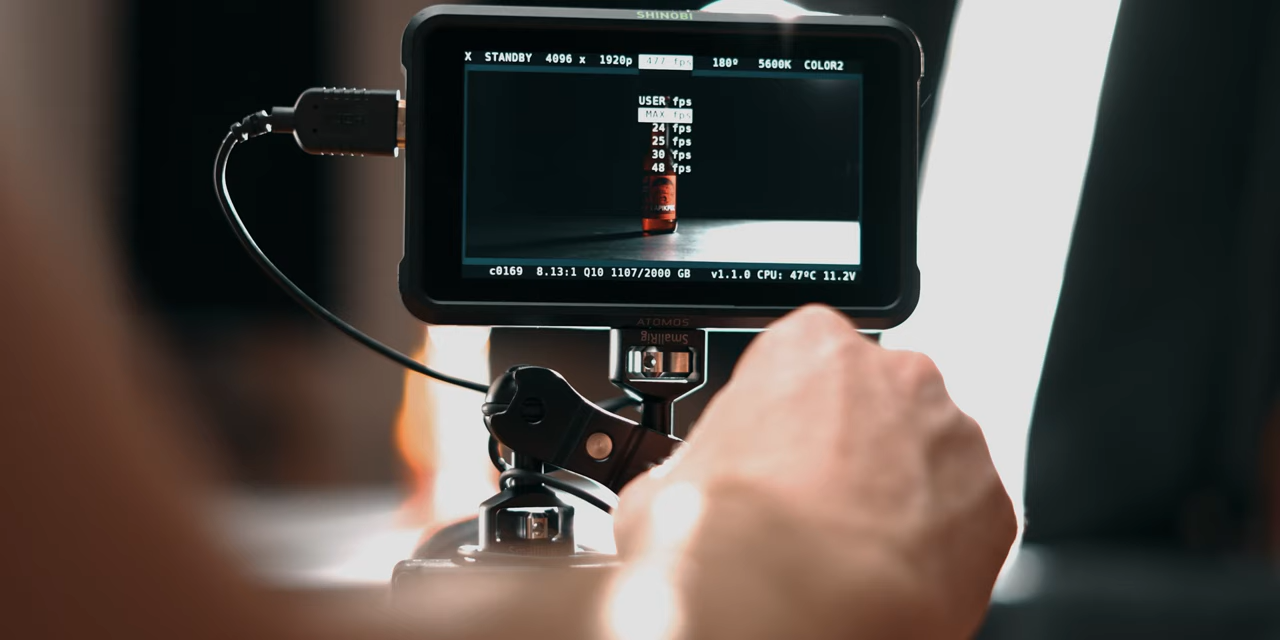 SHINOBI
X STANDBY 4096 x 1920p 477 fps 180º 5600K COLOR2
USER fps
MAX fps
24 fps
25 fps
30 fps
48 fps
c0169 8.13:1 Q10 1107/2000 GB v1.1.0 CPU: 47ºC 11.2V
ATOMOS
SmallRig